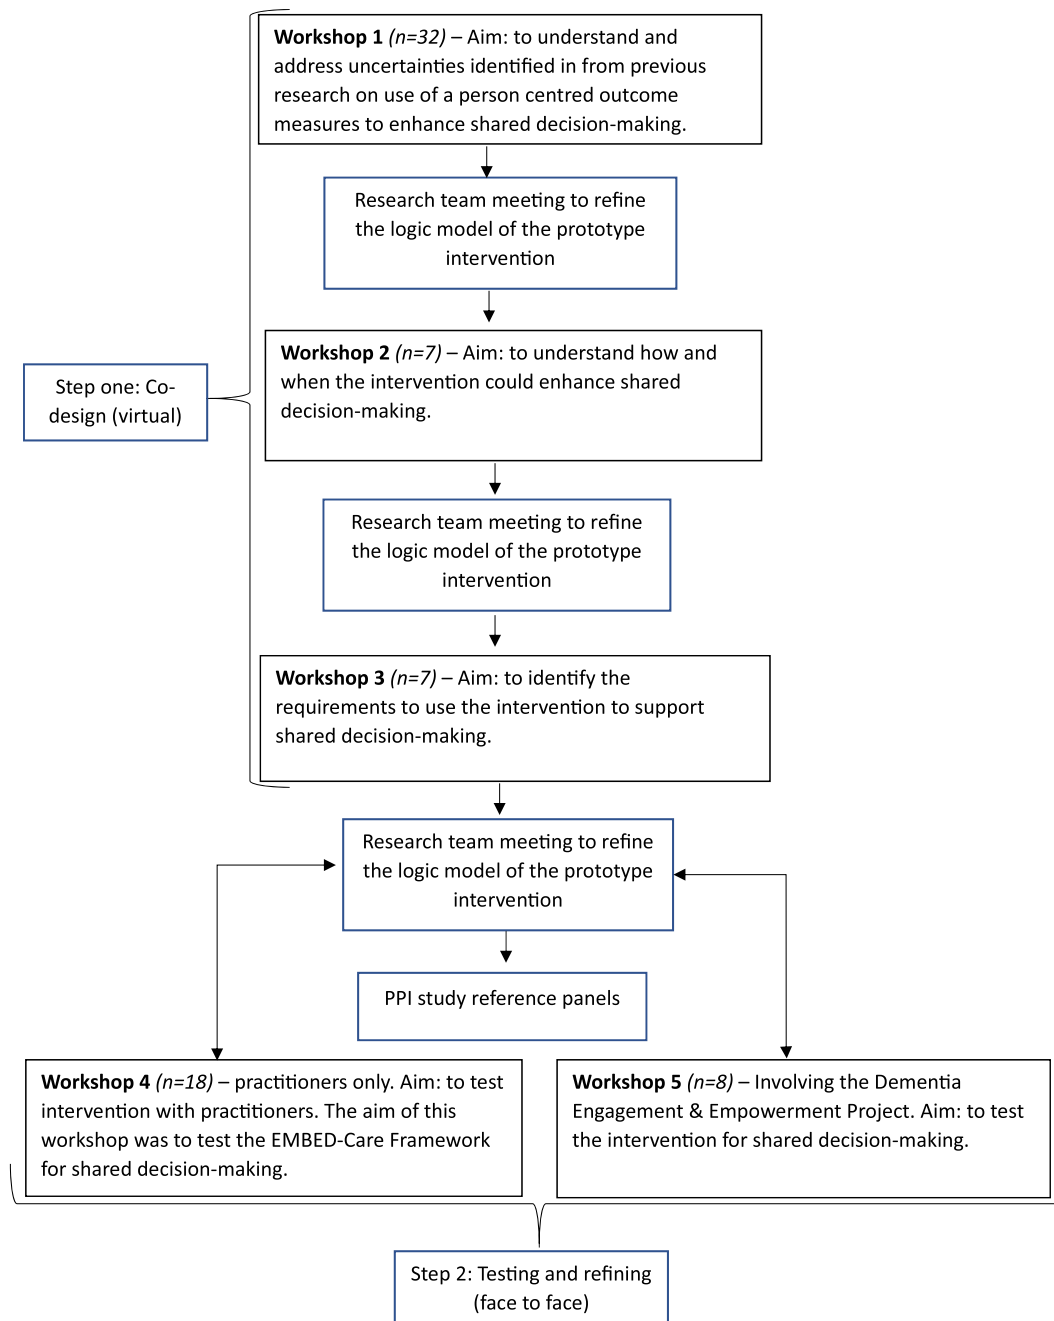 Workshop 1 (n=32) – Aim: to understand and
address uncertainties identified in from previous
research on use of a person centred outcome
measures to enhance shared decision-making.
Research team meeting to refine
the logic model of the prototype
intervention
Workshop 2 (n=7) – Aim: to understand how and
when the intervention could enhance shared
decision-making.
Step one: Co-
design (virtual)
Research team meeting to refine
the logic model of the prototype
intervention
Workshop 3 (n=7) – Aim: to identify the
requirements to use the intervention to support
shared decision-making.
Research team meeting to refine
the logic model of the prototype
intervention
PPI study reference panels
Workshop 4 (n=18) – practitioners only. Aim: to test
intervention with practitioners. The aim of this
workshop was to test the EMBED-Care Framework
for shared decision-making.
Workshop 5 (n=8) – Involving the Dementia
Engagement & Empowerment Project. Aim: to test
the intervention for shared decision-making.
Step 2: Testing and refining
(face to face)